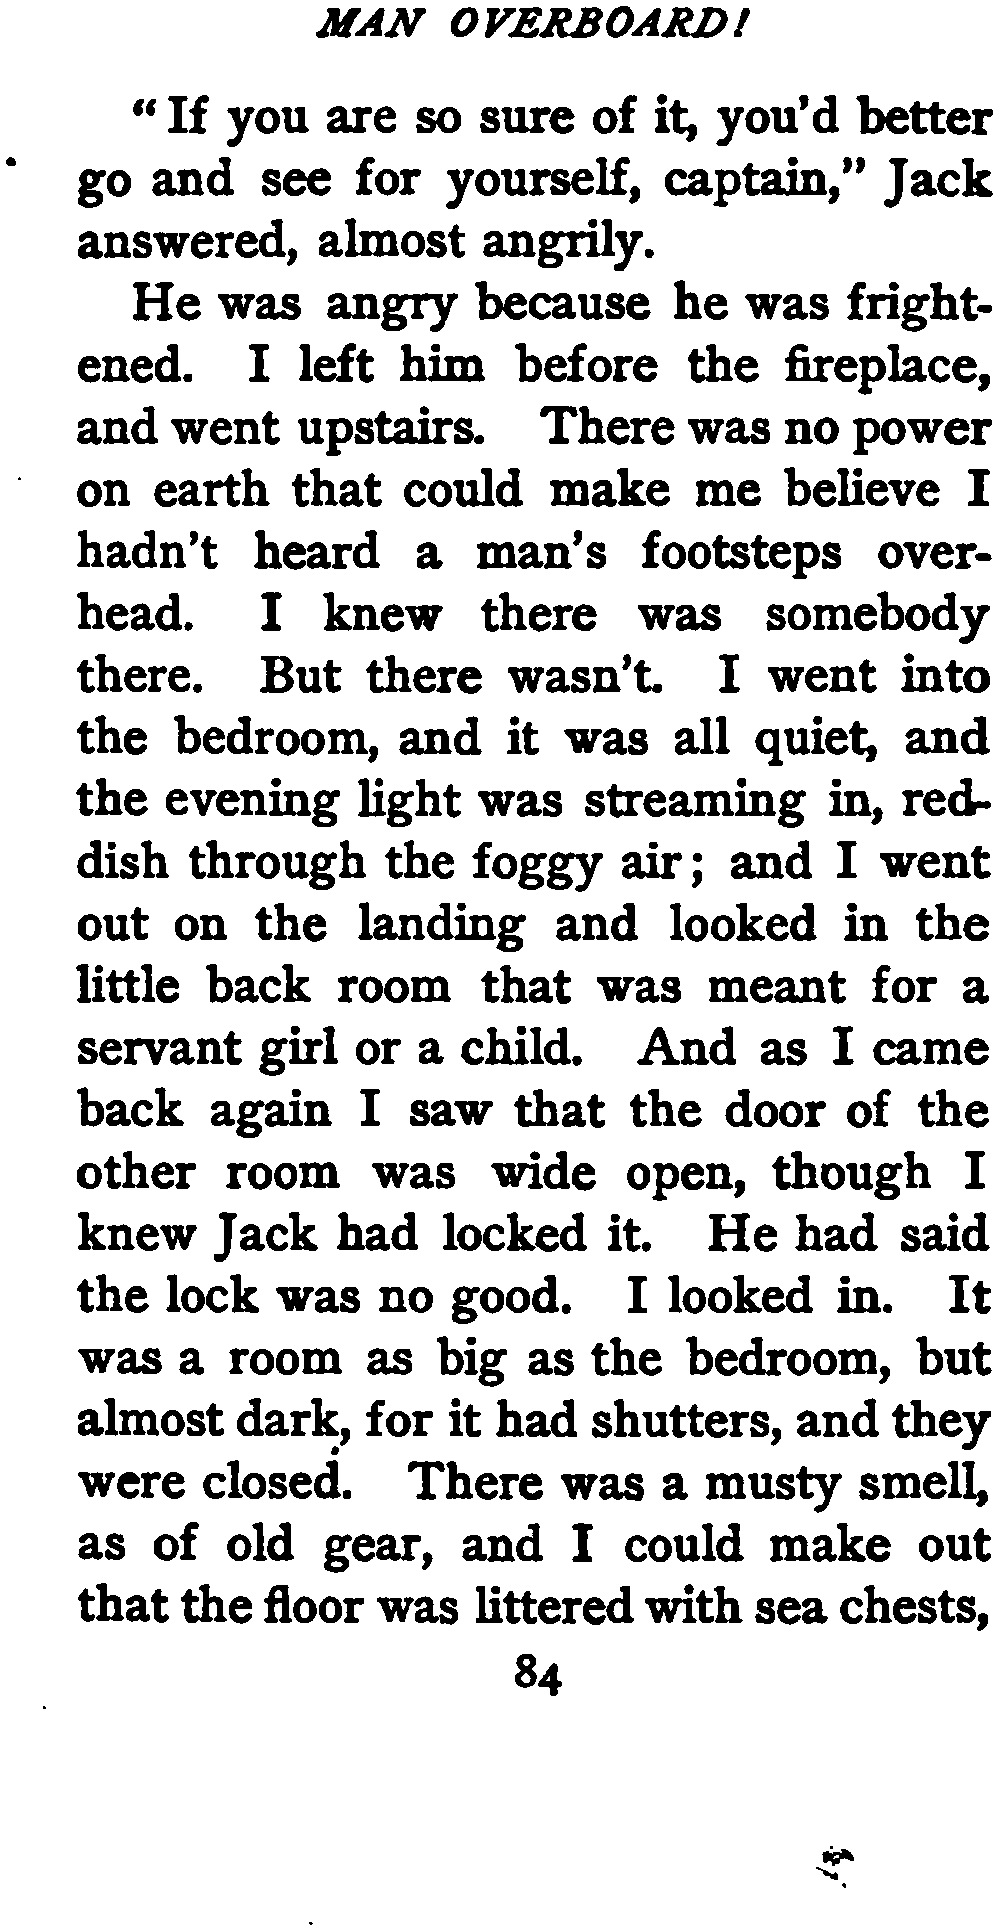 MAN OVERBOARD!
“If you are so sure of it, you’d better
go and see for yourself, captain,” Jack
answered, almost angrily.
He was angry because he was fright-
ened. I left him before the fireplace,
and went upstairs. There was no power
on earth that could make me believe I
hadn’t heard a man’s footsteps over-
head. I knew there was somebody
there. But there wasn’t. I went into
the bedroom, and it was all quiet, and
the evening light was streaming in, red-
dish through the foggy air; and I went
out on the landing and looked in the
little back room that was meant for a
servant girl or a child. And as I came
back again I saw that the door of the
other room was wide open, though I
knew Jack had locked it. He had said
the lock was no good. I looked in. It
was a room as big as the bedroom, but
almost dark, for it had shutters, and they
were closed. There was a musty smell,
as of old gear, and I could make out
that the floor was littered with sea chests,
84